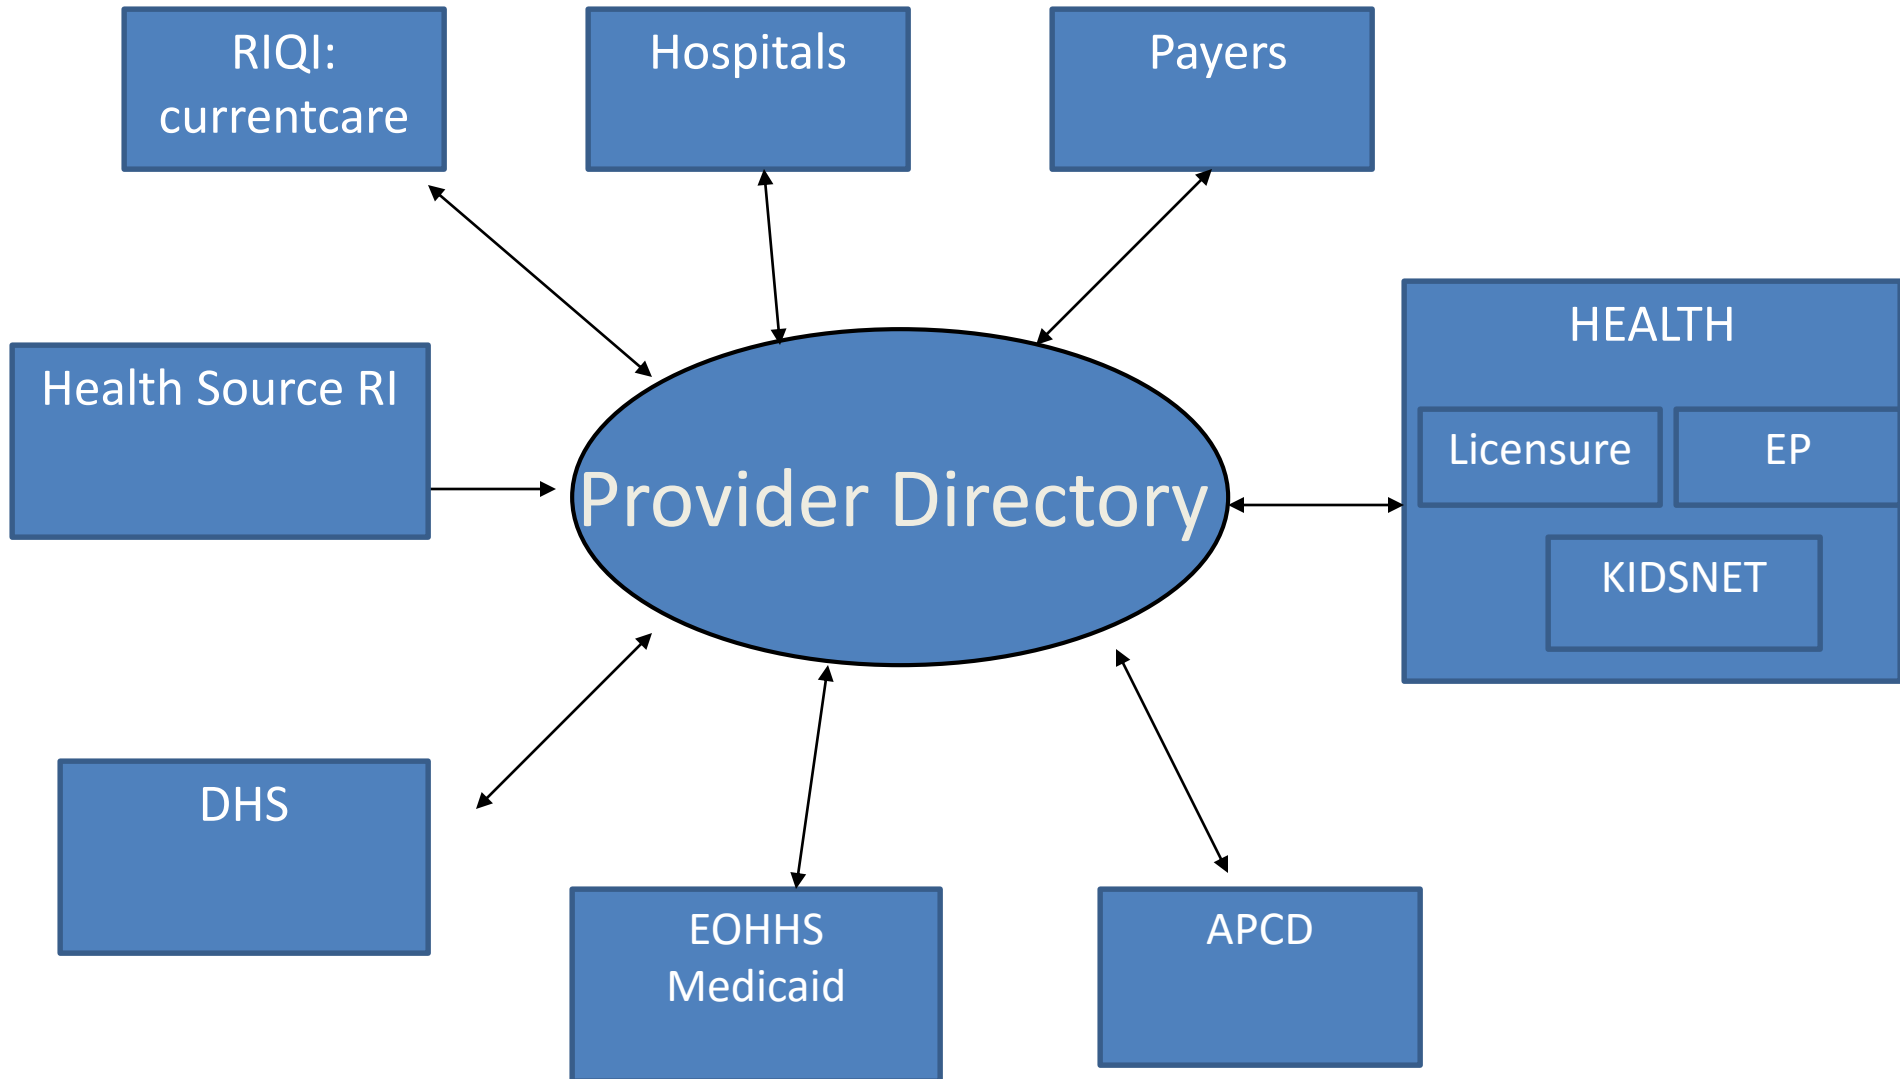 RIQI:
currentcare
Hospitals
Payers
HEALTH
Licensure
EP
KIDSNET
Health Source RI
Provider Directory
DHS
EOHHS
Medicaid
APCD